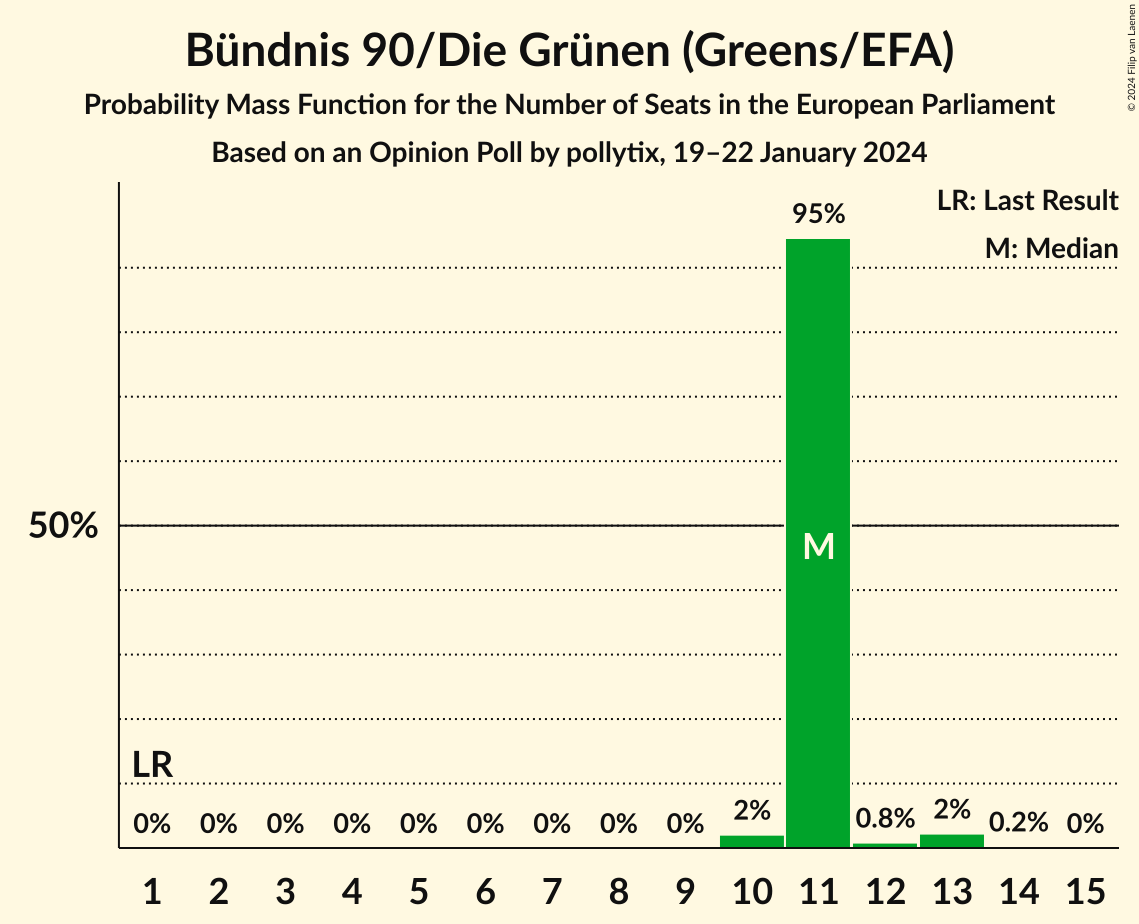 Bündnis 90/Die Grünen (Greens/EFA)
Probability Mass Function for the Number of Seats in the European Parliament
Based on an Opinion Poll by pollytix, 19–22 January 2024
© 2024 Filip van Laenen
LR: Last Result
M: Median
95%
50%
M
LR
0% 0% 0% 0% 0% 0% 0% 0% 0% 2% 0.8% 2% 0.2% 0%
1 2 3 4 5 6 7 8 9 10 11 12 13 14 15